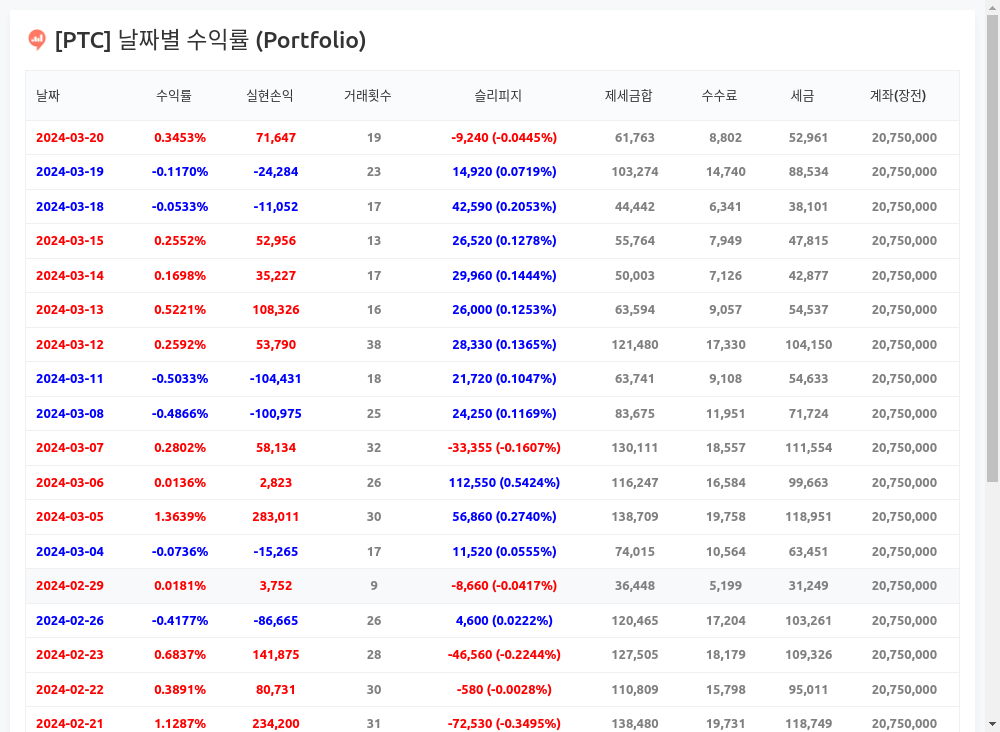 [PTC] 날짜별 수익률 (Portfolio)
날짜 수익률 실현손익 거래횟수 슬리피지 제세금합 수수료 세금 계좌(장전)
2024-03-20 0.3453% 71,647 19 -9,240 (-0.0445%) 61,763 8,802 52,961 20,750,000
2024-03-19 -0.1170% -24,284 23 14,920 (0.0719%) 103,274 14,740 88,534 20,750,000
2024-03-18 -0.0533% -11,052 17 42,590 (0.2053%) 44,442 6,341 38,101 20,750,000
2024-03-15 0.2552% 52,956 13 26,520 (0.1278%) 55,764 7,949 47,815 20,750,000
2024-03-14 0.1698% 35,227 17 29,960 (0.1444%) 50,003 7,126 42,877 20,750,000
2024-03-13 0.5221% 108,326 16 26,000 (0.1253%) 63,594 9,057 54,537 20,750,000
2024-03-12 0.2592% 53,790 38 28,330 (0.1365%) 121,480 17,330 104,150 20,750,000
2024-03-11 -0.5033% -104,431 18 21,720 (0.1047%) 63,741 9,108 54,633 20,750,000
2024-03-08 -0.4866% -100,975 25 24,250 (0.1169%) 83,675 11,951 71,724 20,750,000
2024-03-07 0.2802% 58,134 32 -33,355 (-0.1607%) 130,111 18,557 111,554 20,750,000
2024-03-06 0.0136% 2,823 26 112,550 (0.5424%) 116,247 16,584 99,663 20,750,000
2024-03-05 1.3639% 283,011 30 56,860 (0.2740%) 138,709 19,758 118,951 20,750,000
2024-03-04 -0.0736% -15,265 17 11,520 (0.0555%) 74,015 10,564 63,451 20,750,000
2024-02-29 0.0181% 3,752 9 -8,660 (-0.0417%) 36,448 5,199 31,249 20,750,000
2024-02-26 -0.4177% -86,665 26 4,600 (0.0222%) 120,465 17,204 103,261 20,750,000
2024-02-23 0.6837% 141,875 28 -46,560 (-0.2244%) 127,505 18,179 109,326 20,750,000
2024-02-22 0.3891% 80,731 30 -580 (-0.0028%) 110,809 15,798 95,011 20,750,000
2024-02-21 1.1287% 234,200 31 -72,530 (-0.3495%) 138,480 19,731 118,749 20,750,000